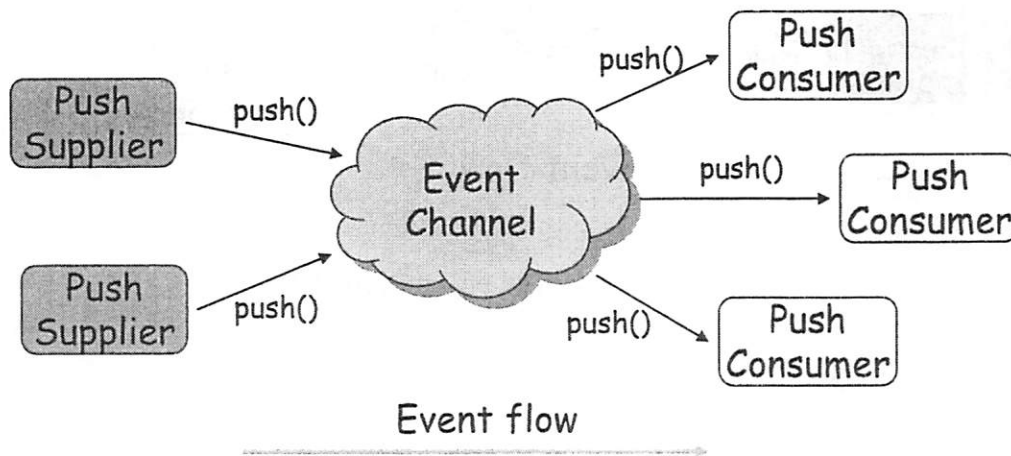 Push
Supplier
push()
Push
Supplier
push()
Event
Channel
push()
Push
Consumer
push()
Push
Consumer
push()
Push
Consumer
Event flow